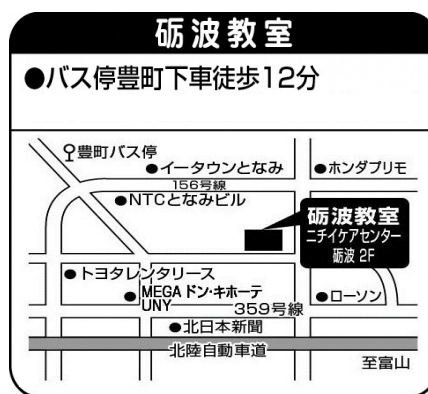 砺波教室
●バス停豊町下車徒歩12分
豊町バス停
●イータウンとなみ
●ホンダプリモ
156号線
●NTCとなみビル
砺波教室
ニチイケアセンター
砺波 2F
●トヨタレンタリース
●MEGAドン・キホーテ
UNY
359号線
●ローソン
●北日本新聞
北陸自動車道
至富山